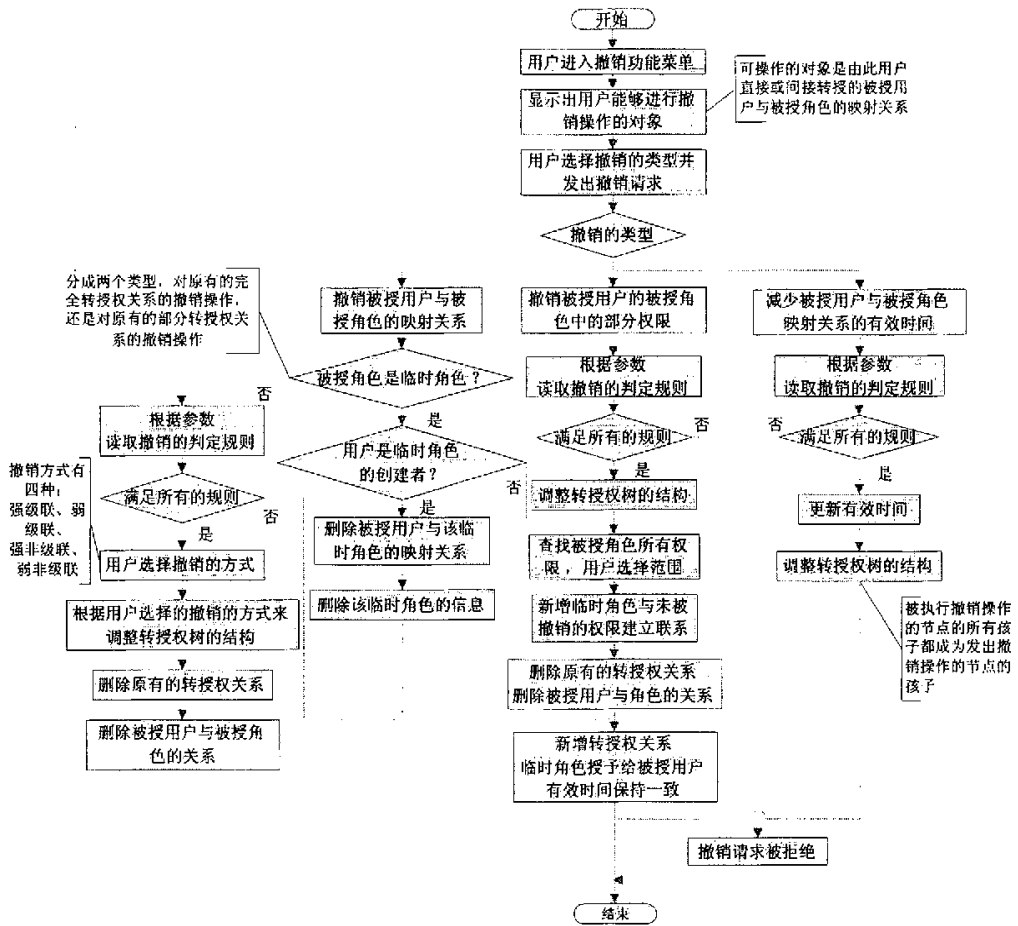 开始
用户进入撤销功能菜单
可操作的对象是由此用户
直接或间接转授的被授用
户与被授角色的映射关系
显示出用户能够进行撤
销操作的对象
用户选择撤销的类型并
发出撤销请求
撤销的类型
分成两个类型，对原有的完
全转授权关系的撤销操作，
还是对原有的部分转授权关
系的撤销操作
撤销被授用户与被
授角色的映射关系
撤销被授用户的被授角
色中的部分权限
减少被授用户与被授角色
映射关系的有效时间
被授角色是临时角色？
否
是
根据参数
读取撤销的判定规则
根据参数
读取撤销的判定规则
根据参数
读取撤销的判定规则
用户是临时角色
的创建者？
否
是
满足所有的规则
否
是
满足所有的规则
否
是
撤销方式有
四种：
强级联、弱
级联、
强非级联、
弱非级联
满足所有的规则
否
是
用户选择撤销的方式
根据用户选择的撤销的方式来
调整转授权树的结构
删除原有的转授权关系
删除被授用户与被授角
色的关系
删除被授用户与该临
时角色的映射关系
删除该临时角色的信息
调整转授权树的结构
查找被授角色所有权
限，用户选择范围
新增临时角色与未被
撤销的权限建立联系
删除原有的转授权关系
删除被授用户与角色的关系
新增转授权关系
临时角色授予给被授用户
有效时间保持一致
更新有效时间
调整转授权树的结构
被执行撤销操作
的节点的所有孩
子都成为发出撤
销操作的节点的
孩子
撤销请求被拒绝
结束